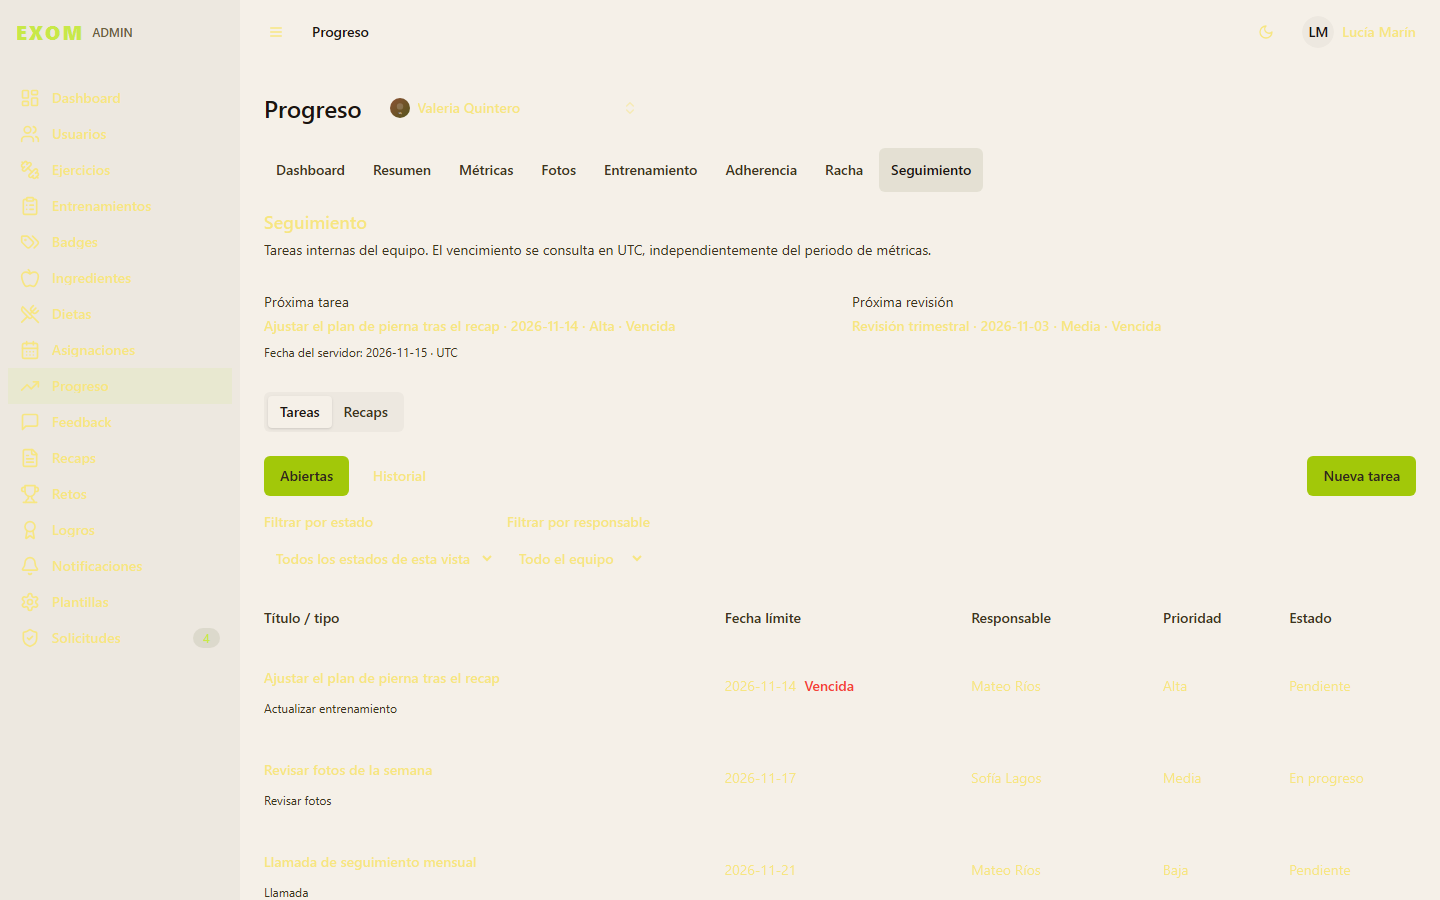 EXOM ADMIN
Progreso
LM Lucía Marín
Dashboard
Usuarios
Ejercicios
Entrenamientos
Badges
Ingredientes
Dietas
Asignaciones
Progreso
Feedback
Recaps
Retos
Logros
Notificaciones
Plantillas
Solicitudes 4
Progreso Valeria Quintero
Dashboard Resumen Métricas Fotos Entrenamiento Adherencia Racha Seguimiento
Seguimiento
Tareas internas del equipo. El vencimiento se consulta en UTC, independientemente del periodo de métricas.
Próxima tarea
Ajustar el plan de pierna tras el recap · 2026-11-14 · Alta · Vencida
Fecha del servidor: 2026-11-15 · UTC
Próxima revisión
Revisión trimestral · 2026-11-03 · Media · Vencida
Tareas Recaps
Abiertas Historial Nueva tarea
Filtrar por estado Filtrar por responsable
Todos los estados de esta vista Todo el equipo
Título / tipo Fecha límite Responsable Prioridad Estado
Ajustar el plan de pierna tras el recap 2026-11-14 Vencida Mateo Ríos Alta Pendiente
Actualizar entrenamiento
Revisar fotos de la semana 2026-11-17 Sofía Lagos Media En progreso
Revisar fotos
Llamada de seguimiento mensual 2026-11-21 Mateo Ríos Baja Pendiente
Llamada